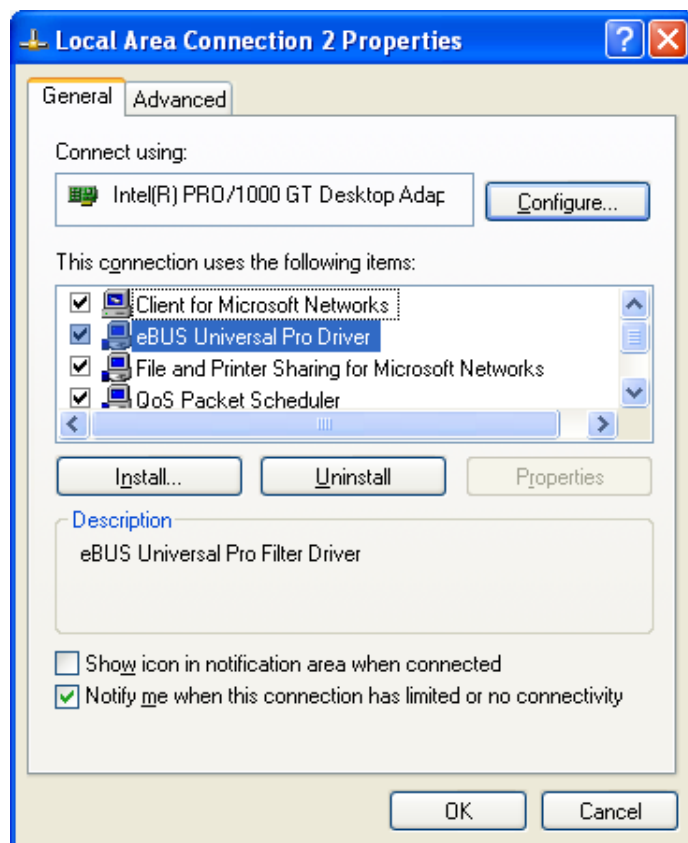 Local Area Connection 2 Properties
General
Advanced
Connect using:
Intel(R) PRO/1000 GT Desktop Adap
Configure...
This connection uses the following items:
Client for Microsoft Networks
eBUS Universal Pro Driver
File and Printer Sharing for Microsoft Networks
QoS Packet Scheduler
Install...
Uninstall
Properties
Description
eBUS Universal Pro Filter Driver
Show icon in notification area when connected
Notify me when this connection has limited or no connectivity
OK
Cancel